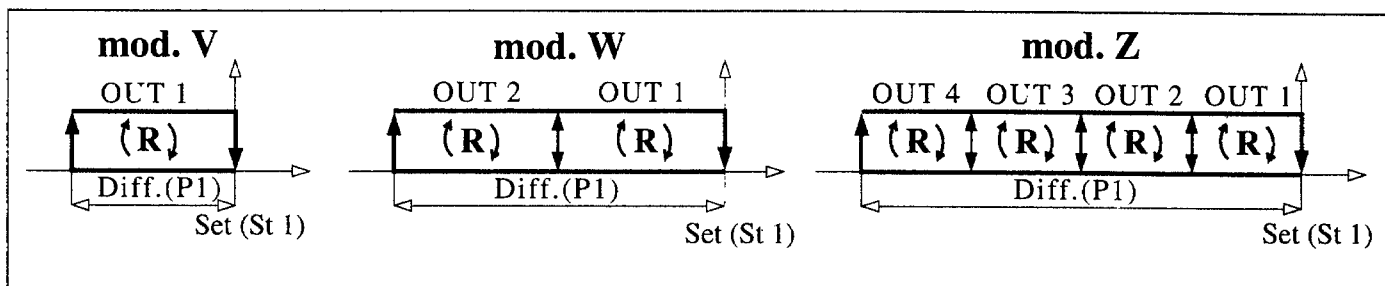 mod. V
mod. W
mod. Z
OUT 1
OUT 2
OUT 1
OUT 4
OUT 3
OUT 2
OUT 1
(R)
(R)
(R)
(R)
(R)
(R)
(R)
Diff.(P1)
Diff.(P1)
Diff.(P1)
Set (St 1)
Set (St 1)
Set (St 1)